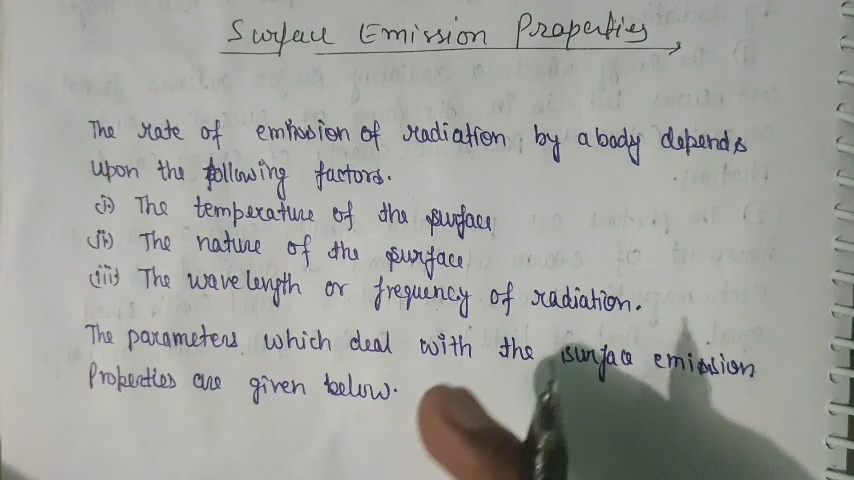 Surface Emission Properties
The rate of emission of radiation by a body depends
upon the following factors.
(i) The temperature of the surface
(ii) The nature of the surface
(iii) The wavelength or frequency of radiation.
The parameters which deal with the surface emission
Properties are given below.